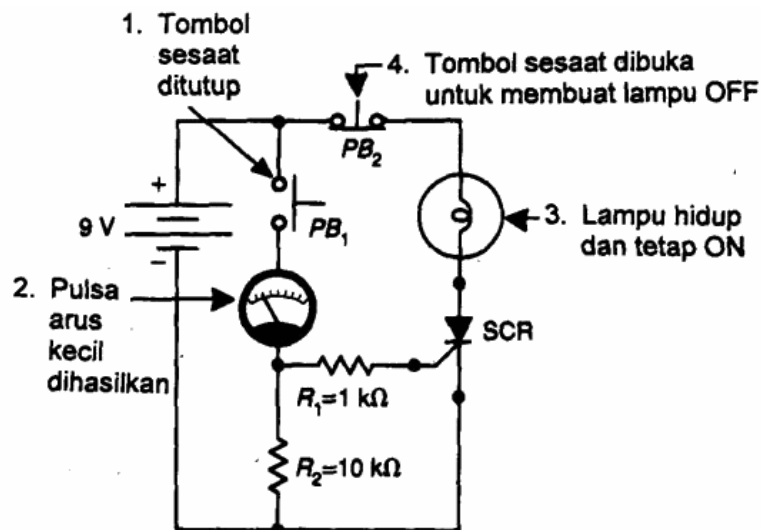 1. Tombol
sesaat
ditutup
4. Tombol sesaat dibuka
untuk membuat lampu OFF
PB₂
+
9 V
−
PB₁
3. Lampu hidup
dan tetap ON
2. Pulsa
arus
kecil
dihasilkan
SCR
R₁=1 kΩ
R₂=10 kΩ